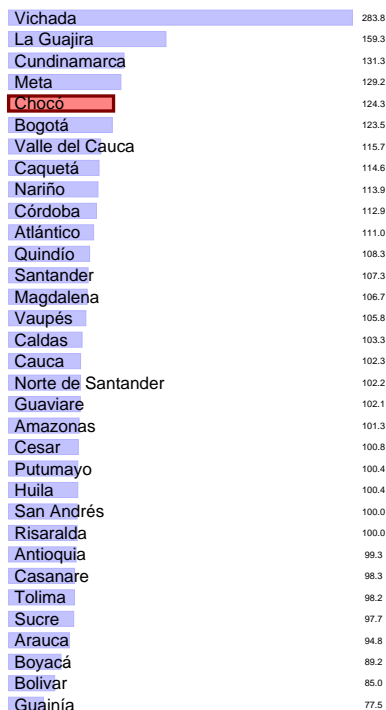 Vichada 283.8
La Guajira 159.3
Cundinamarca 131.3
Meta 129.2
Chocó 124.3
Bogotá 123.5
Valle del Cauca 115.7
Caquetá 114.6
Nariño 113.9
Córdoba 112.9
Atlántico 111.0
Quindío 108.3
Santander 107.3
Magdalena 106.7
Vaupés 105.8
Caldas 103.3
Cauca 102.3
Norte de Santander 102.2
Guaviare 102.1
Amazonas 101.3
Cesar 100.8
Putumayo 100.4
Huila 100.4
San Andrés 100.0
Risaralda 100.0
Antioquia 99.3
Casanare 98.3
Tolima 98.2
Sucre 97.7
Arauca 94.8
Boyacá 89.2
Bolivar 85.0
Guainía 77.5